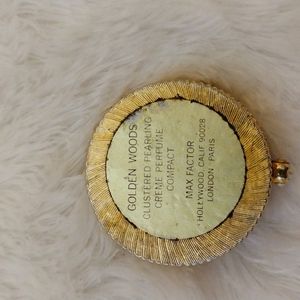 GOLDEN WOODS
CLUSTERED PEARLING
CREME PERFUME
COMPACT
MAX FACTOR
HOLLYWOOD, CALIF 90028
LONDON PARIS